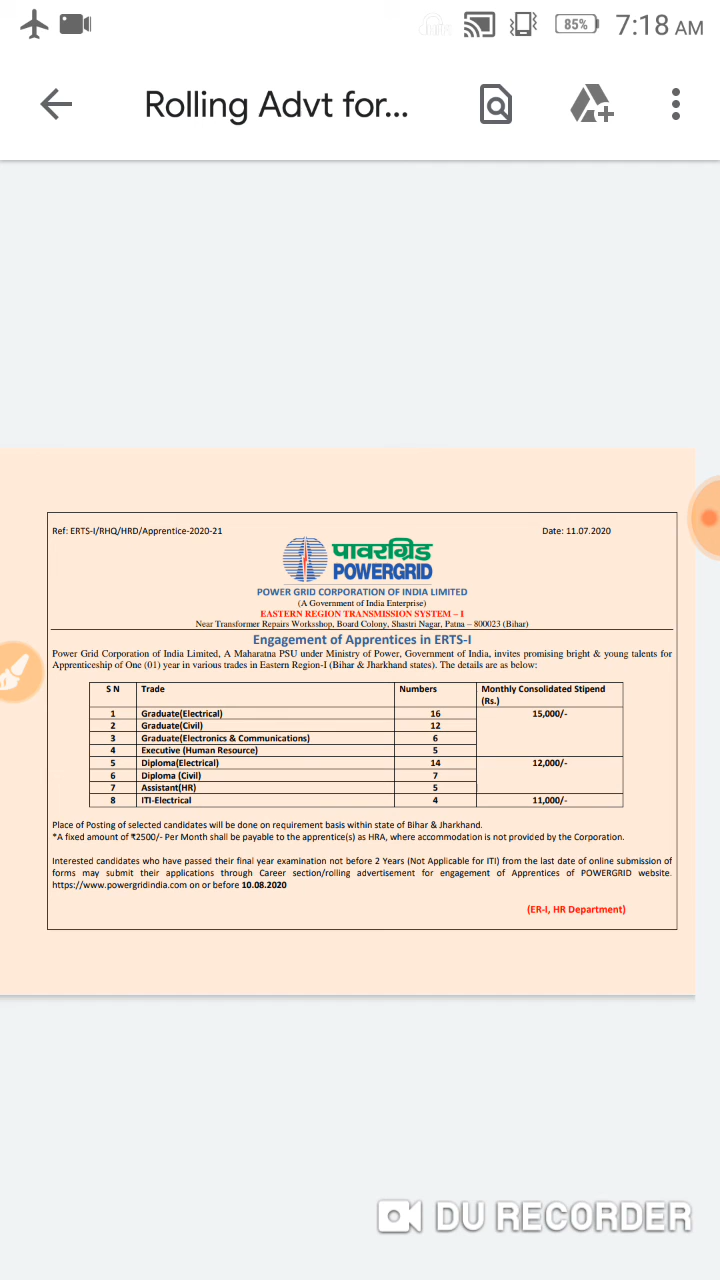 85%
7:18 AM
Rolling Advt for...
Ref: ERTS-I/RHQ/HRD/Apprentice-2020-21 Date: 11.07.2020
पावरग्रिड
POWERGRID
POWER GRID CORPORATION OF INDIA LIMITED
(A Government of India Enterprise)
EASTERN REGION TRANSMISSION SYSTEM – I
Near Transformer Repairs Worksshop, Board Colony, Shastri Nagar, Patna – 800023 (Bihar)
Engagement of Apprentices in ERTS-I
Power Grid Corporation of India Limited, A Maharatna PSU under Ministry of Power, Government of India, invites promising bright & young talents for
Apprenticeship of One (01) year in various trades in Eastern Region-I (Bihar & Jharkhand states). The details are as below:
S N Trade Numbers Monthly Consolidated Stipend
(Rs.)
1 Graduate(Electrical) 16 15,000/-
2 Graduate(Civil) 12
3 Graduate(Electronics & Communications) 6
4 Executive (Human Resource) 5
5 Diploma(Electrical) 14 12,000/-
6 Diploma (Civil) 7
7 Assistant(HR) 5
8 ITI-Electrical 4 11,000/-
Place of Posting of selected candidates will be done on requirement basis within state of Bihar & Jharkhand.
*A fixed amount of ₹2500/- Per Month shall be payable to the apprentice(s) as HRA, where accommodation is not provided by the Corporation.
Interested candidates who have passed their final year examination not before 2 Years (Not Applicable for ITI) from the last date of online submission of
forms may submit their applications through Career section/rolling advertisement for engagement of Apprentices of POWERGRID website.
https://www.powergridindia.com on or before 10.08.2020
(ER-I, HR Department)
DU RECORDER